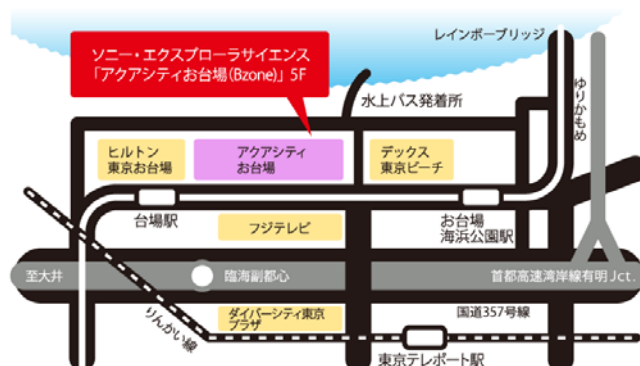 ソニー・エクスプローラサイエンス
「アクアシティお台場(Bzone)」5F
レインボーブリッジ
ゆりかもめ
水上バス発着所
ヒルトン
東京お台場
アクアシティ
お台場
デックス
東京ビーチ
台場駅
フジテレビ
お台場
海浜公園駅
至大井
臨海副都心
首都高速湾岸線有明Jct.
りんかい線
ダイバーシティ東京
プラザ
国道357号線
東京テレポート駅